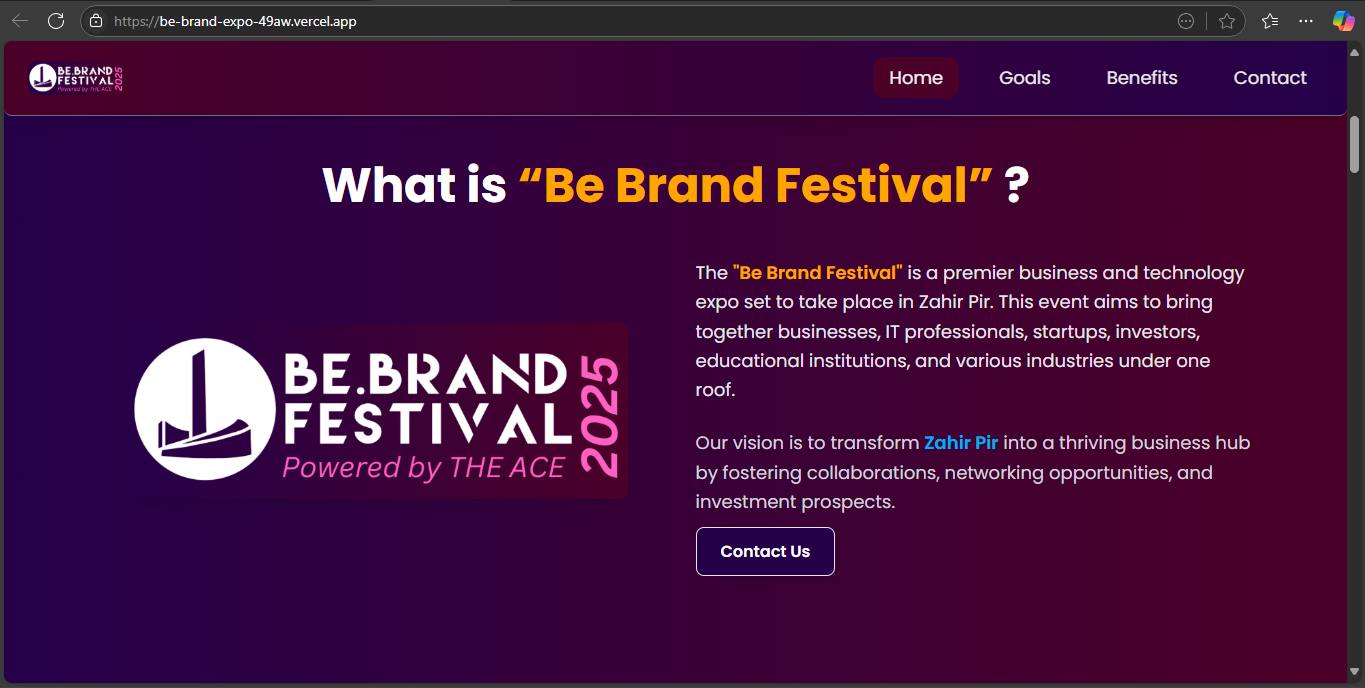 https://be-brand-expo-49aw.vercel.app
BE.BRAND
FESTIVAL
2025
Powered by THE ACE
Home
Goals
Benefits
Contact
What is “Be Brand Festival” ?
The "Be Brand Festival" is a premier business and technology
expo set to take place in Zahir Pir. This event aims to bring
together businesses, IT professionals, startups, investors,
educational institutions, and various industries under one
roof.
BE.BRAND
FESTIVAL
2025
Powered by THE ACE
Our vision is to transform Zahir Pir into a thriving business hub
by fostering collaborations, networking opportunities, and
investment prospects.
Contact Us